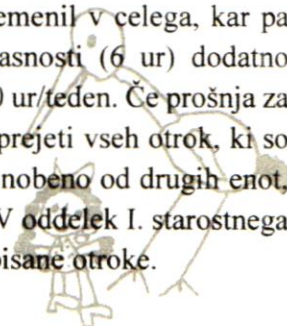 emenil v celega, kar pa
asnosti (6 ur) dodatno
ur/teden. Če prošnja za
prejeti vseh otrok, ki so
nobeno od drugih enot,
V oddelek I. starostnega
pisane otroke.